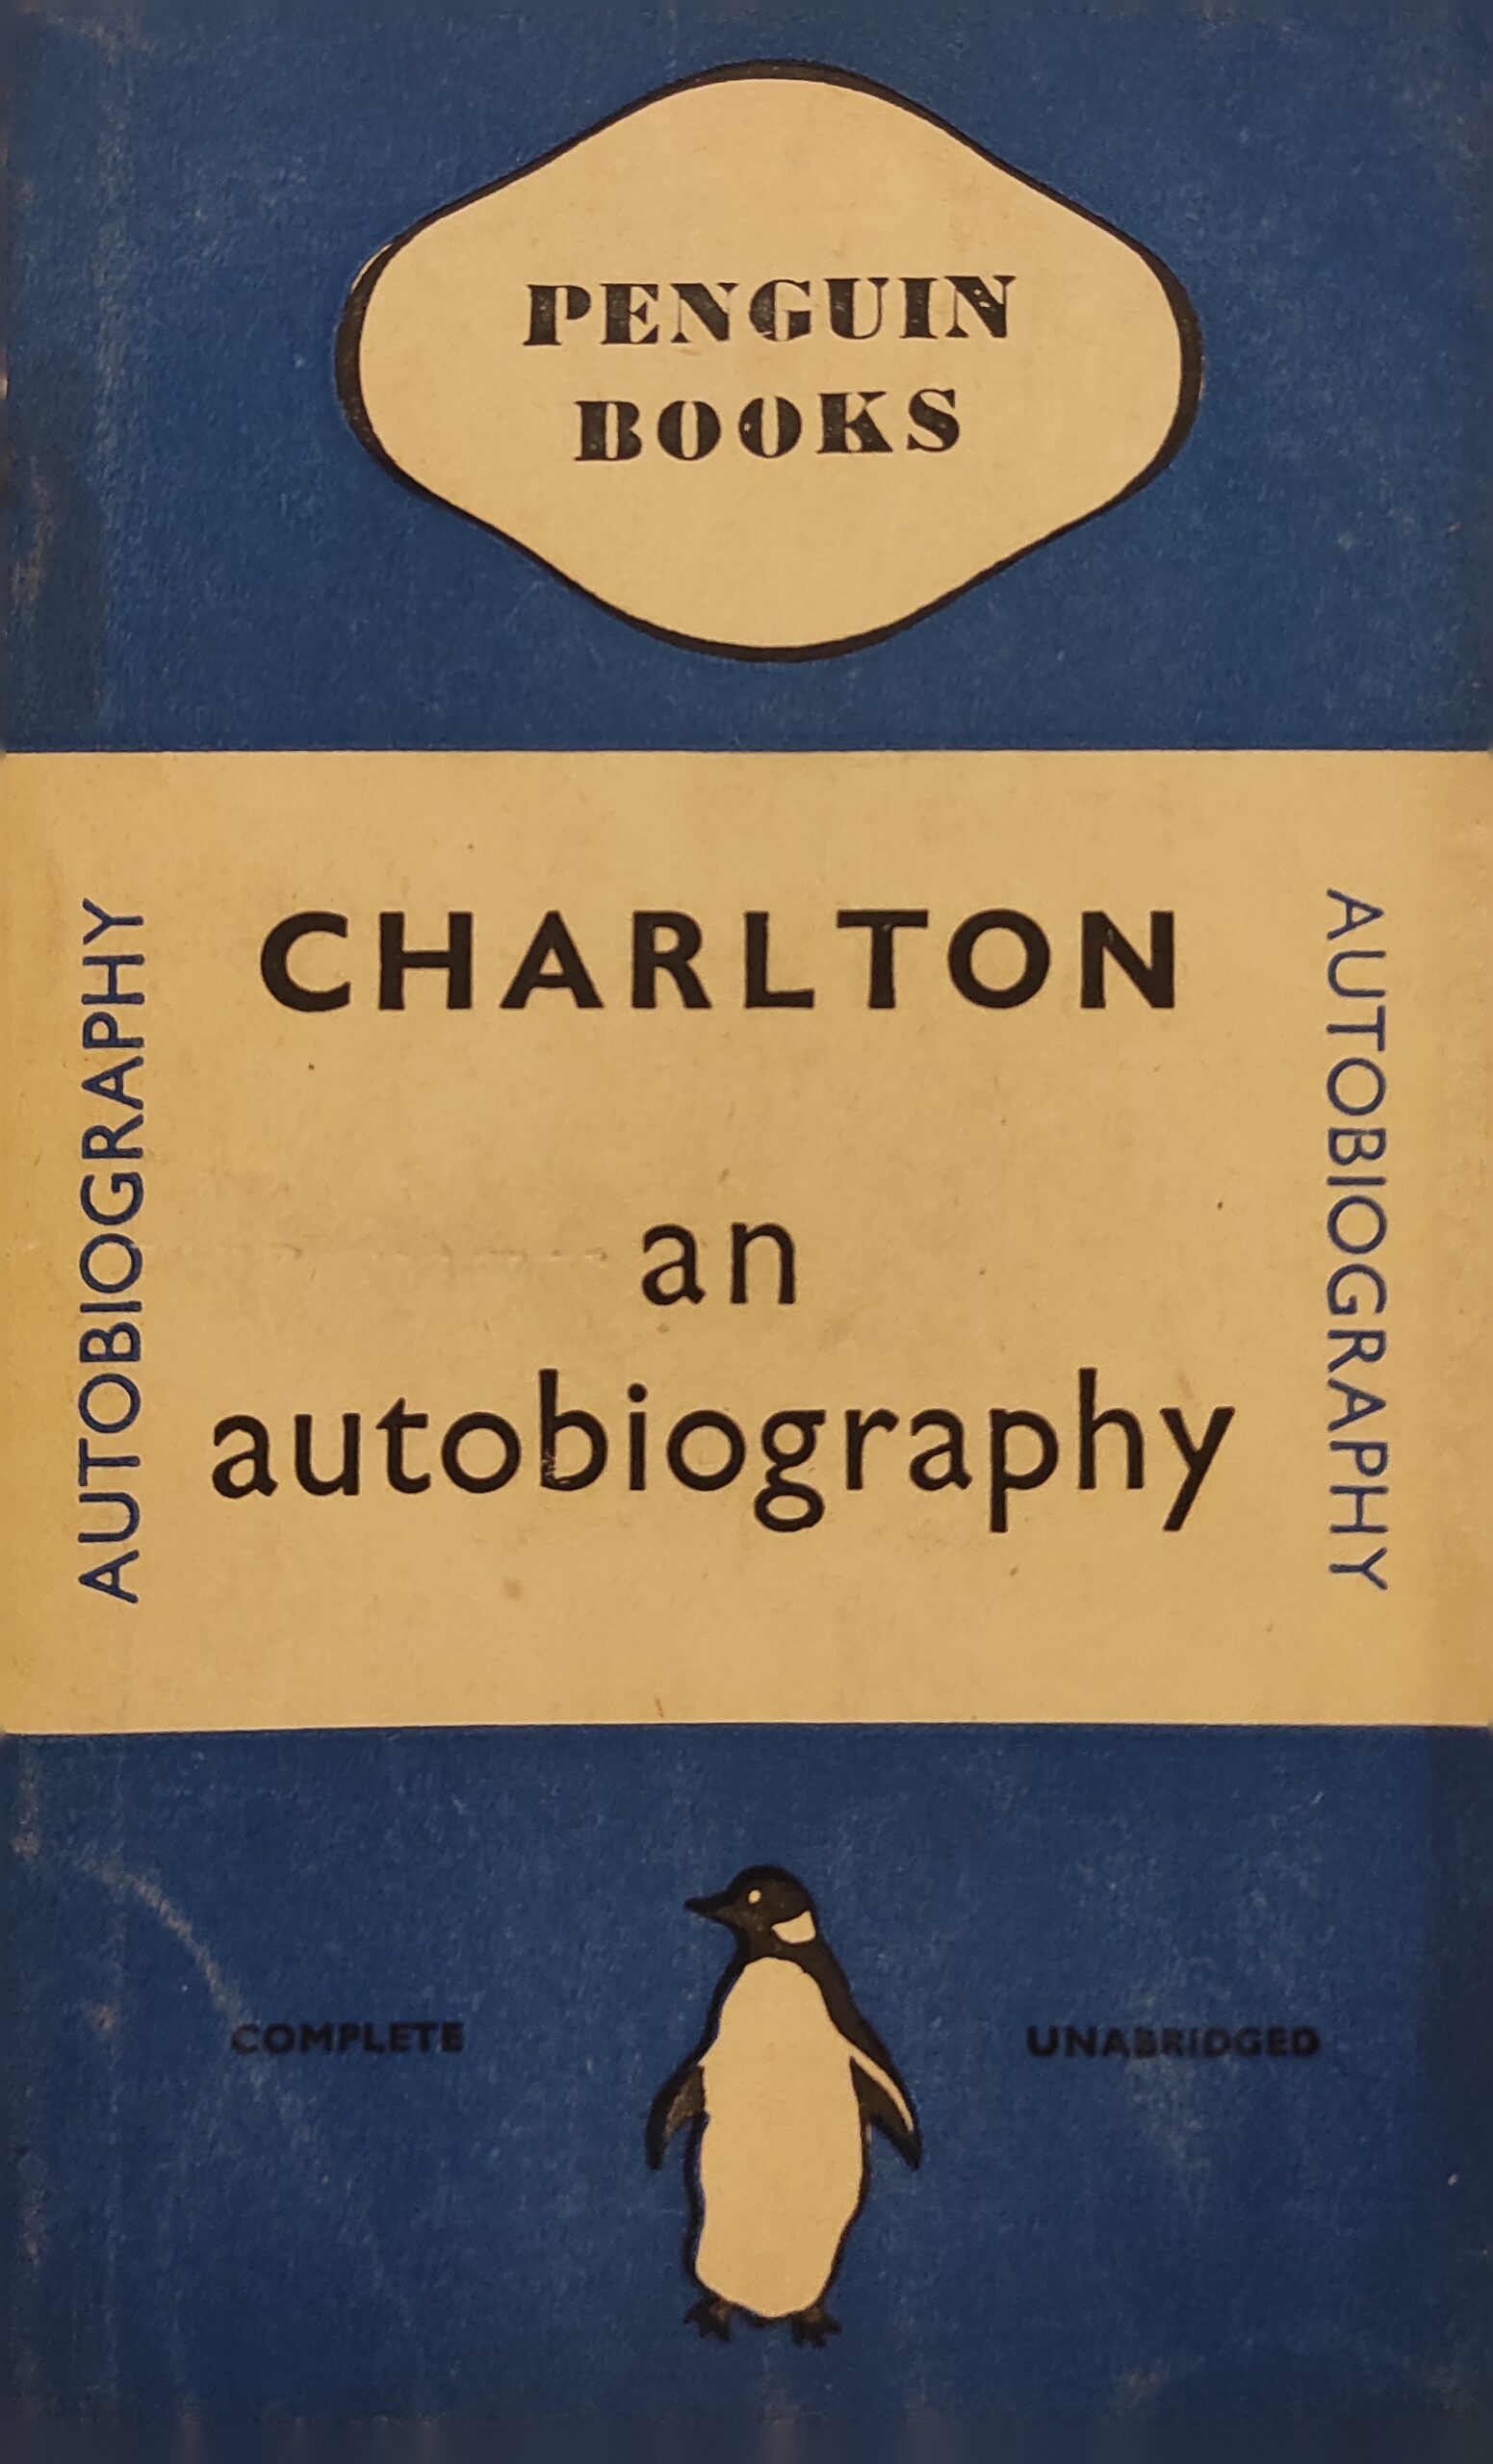 PENGUIN
BOOKS
AUTOBIOGRAPHY
CHARLTON
an
autobiography
AUTOBIOGRAPHY
COMPLETE
UNABRIDGED